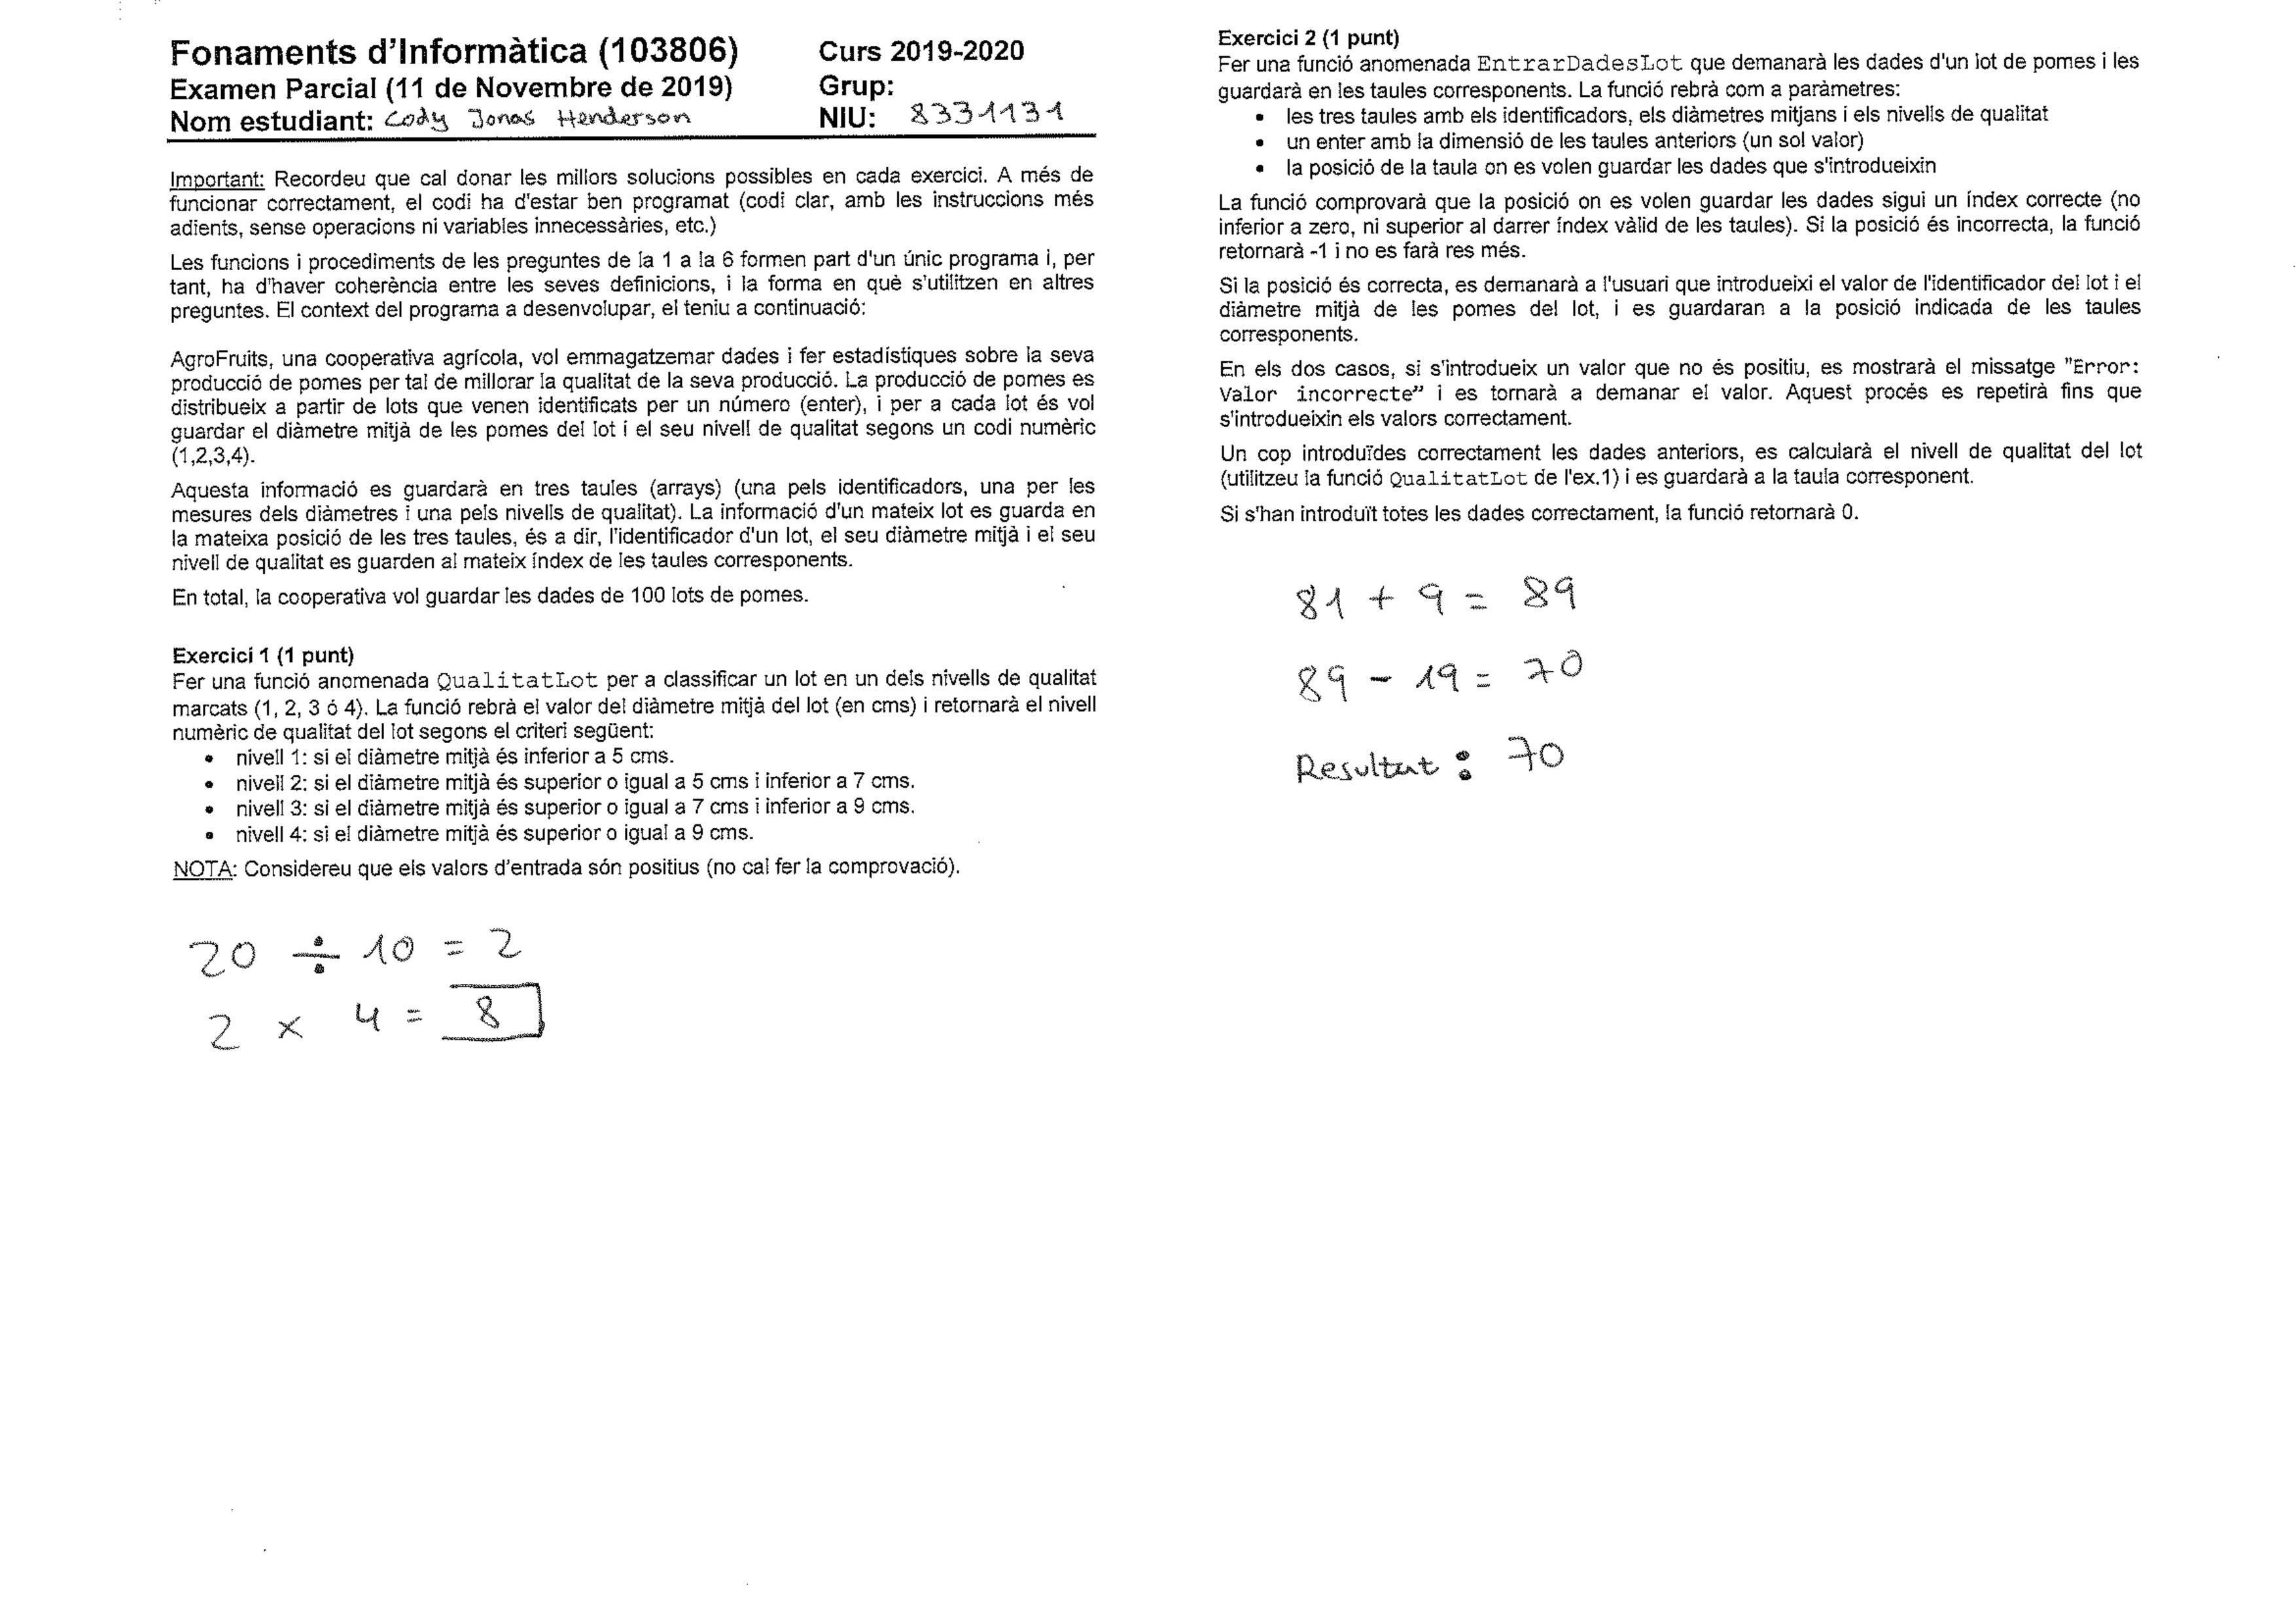 Fonaments d'Informàtica (103806) Curs 2019-2020
Examen Parcial (11 de Novembre de 2019) Grup:
Nom estudiant: Cody Jonas Henderson NIU: 8331131
Important: Recordeu que cal donar les millors solucions possibles en cada exercici. A més de
funcionar correctament, el codi ha d'estar ben programat (codi clar, amb les instruccions més
adients, sense operacions ni variables innecessàries, etc.)
Les funcions i procediments de les preguntes de la 1 a la 6 formen part d'un únic programa i, per
tant, ha d'haver coherència entre les seves definicions, i la forma en què s'utilitzen en altres
preguntes. El context del programa a desenvolupar, el teniu a continuació:
AgroFruits, una cooperativa agrícola, vol emmagatzemar dades i fer estadístiques sobre la seva
producció de pomes per tal de millorar la qualitat de la seva producció. La producció de pomes es
distribueix a partir de lots que venen identificats per un número (enter), i per a cada lot és vol
guardar el diàmetre mitjà de les pomes del lot i el seu nivell de qualitat segons un codi numèric
(1,2,3,4).
Aquesta informació es guardarà en tres taules (arrays) (una pels identificadors, una per les
mesures dels diàmetres i una pels nivells de qualitat). La informació d'un mateix lot es guarda en
la mateixa posició de les tres taules, és a dir, l'identificador d'un lot, el seu diàmetre mitjà i el seu
nivell de qualitat es guarden al mateix índex de les taules corresponents.
En total, la cooperativa vol guardar les dades de 100 lots de pomes.
Exercici 1 (1 punt)
Fer una funció anomenada QualitatLot per a classificar un lot en un dels nivells de qualitat
marcats (1, 2, 3 ó 4). La funció rebrà el valor del diàmetre mitjà del lot (en cms) i retornarà el nivell
numèric de qualitat del lot segons el criteri següent:
• nivell 1: si el diàmetre mitjà és inferior a 5 cms.
• nivell 2: si el diàmetre mitjà és superior o igual a 5 cms i inferior a 7 cms.
• nivell 3: si el diàmetre mitjà és superior o igual a 7 cms i inferior a 9 cms.
• nivell 4: si el diàmetre mitjà és superior o igual a 9 cms.
NOTA: Considereu que els valors d'entrada són positius (no cal fer la comprovació).
20 ÷ 10 = 2
2 x 4 = 8
Exercici 2 (1 punt)
Fer una funció anomenada EntrarDadesLot que demanarà les dades d'un lot de pomes i les
guardarà en les taules corresponents. La funció rebrà com a paràmetres:
• les tres taules amb els identificadors, els diàmetres mitjans i els nivells de qualitat
• un enter amb la dimensió de les taules anteriors (un sol valor)
• la posició de la taula on es volen guardar les dades que s'introdueixin
La funció comprovarà que la posició on es volen guardar les dades sigui un índex correcte (no
inferior a zero, ni superior al darrer índex vàlid de les taules). Si la posició és incorrecta, la funció
retornarà -1 i no es farà res més.
Si la posició és correcta, es demanarà a l'usuari que introdueixi el valor de l'identificador del lot i el
diàmetre mitjà de les pomes del lot, i es guardaran a la posició indicada de les taules
corresponents.
En els dos casos, si s'introdueix un valor que no és positiu, es mostrarà el missatge "Error:
Valor incorrecte" i es tornarà a demanar el valor. Aquest procés es repetirà fins que
s'introdueixin els valors correctament.
Un cop introduïdes correctament les dades anteriors, es calcularà el nivell de qualitat del lot
(utilitzeu la funció QualitatLot de l'ex.1) i es guardarà a la taula corresponent.
Si s'han introduït totes les dades correctament, la funció retornarà 0.
81 + 9 = 89
89 - 19 = 70
Resultat : 70